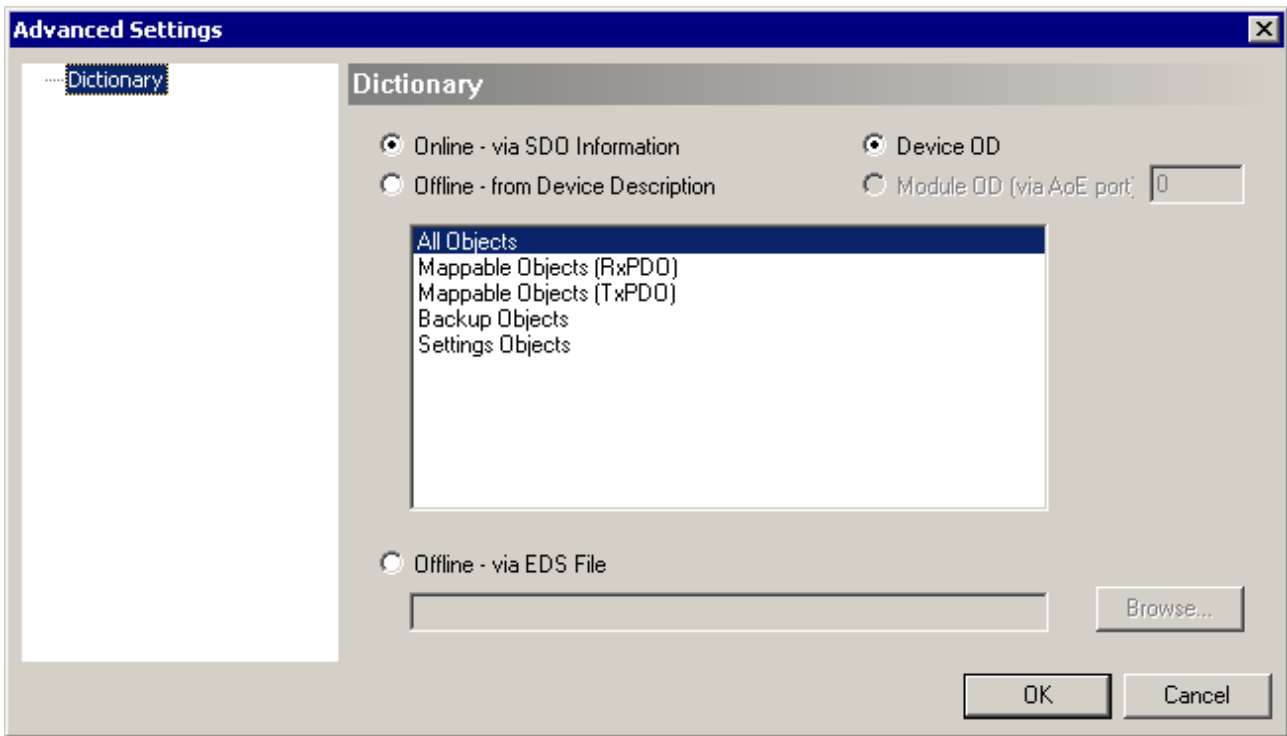 Advanced Settings
Dictionary
Dictionary
Online - via SDO Information
Device OD
Offline - from Device Description
Module OD (via AoE port)
0
All Objects
Mappable Objects (RxPDO)
Mappable Objects (TxPDO)
Backup Objects
Settings Objects
Offline - via EDS File
Browse...
OK
Cancel